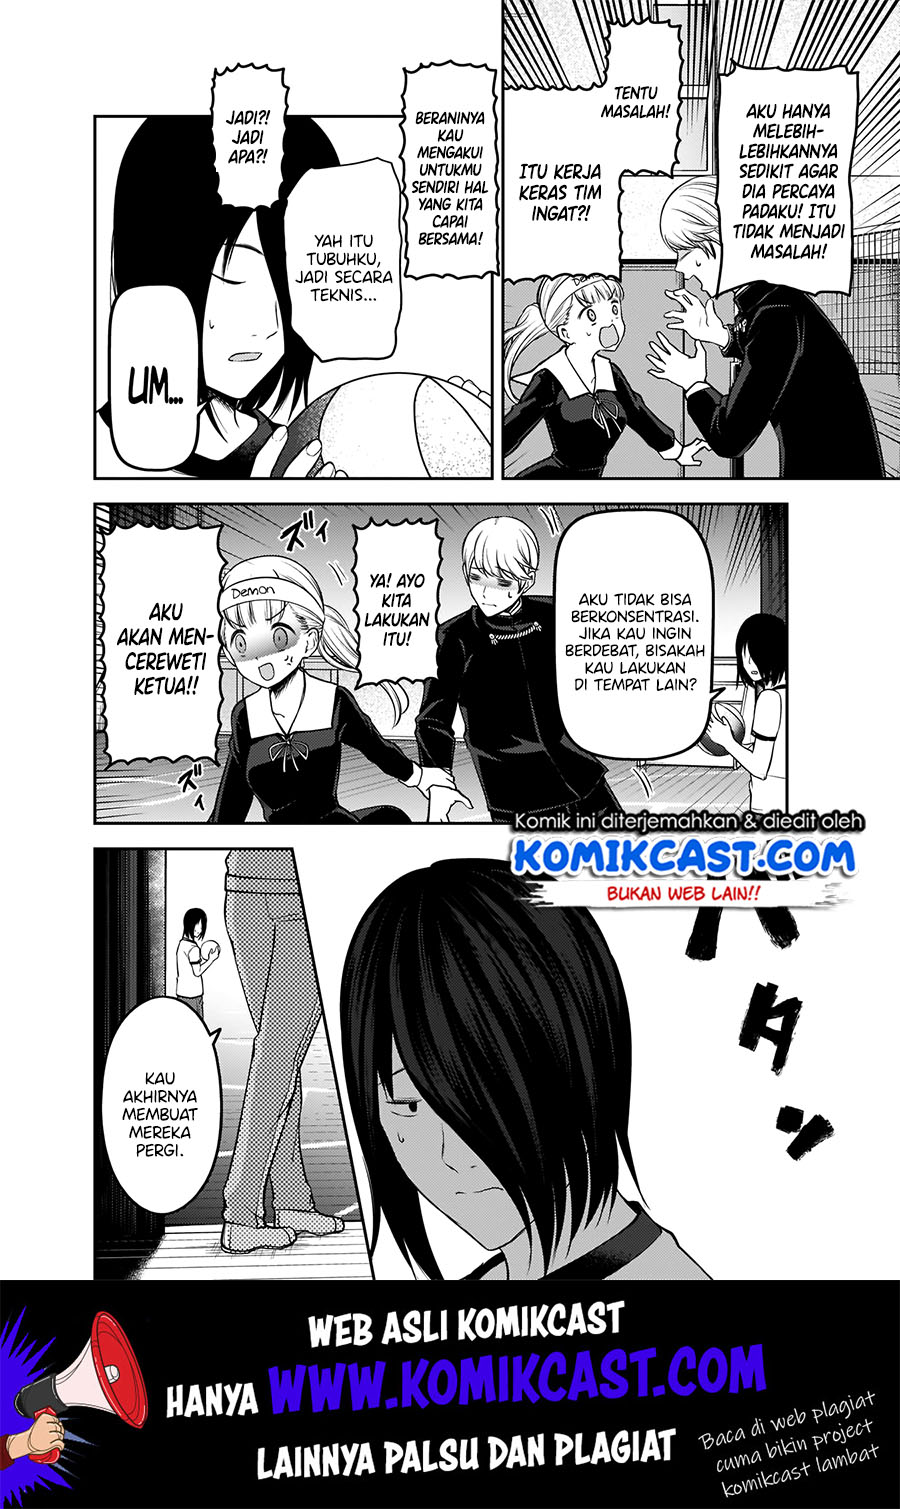 AKU HANYA
MELEBIH-
LEBIHKANNYA
SEDIKIT AGAR
DIA PERCAYA
PADAKU! ITU
TIDAK MENJADI
MASALAH!
TENTU
MASALAH!
ITU KERJA
KERAS TIM
INGAT?!
BERANINYA
KAU
MENGAKUI
UNTUKMU
SENDIRI HAL
YANG KITA
CAPAI
BERSAMA!
YAH ITU
TUBUHKU,
JADI SECARA
TEKNIS...
JADI?!
JADI
APA?!
UM...
AKU TIDAK BISA
BERKONSENTRASI.
JIKA KAU INGIN
BERDEBAT, BISAKAH
KAU LAKUKAN
DI TEMPAT LAIN?
YA! AYO
KITA
LAKUKAN
ITU!
Demon
AKU
AKAN MEN-
CEREWETI
KETUA!!
ズイ
ズイ
Komik ini diterjemahkan & diedit oleh
KOMIKCAST.COM
BUKAN WEB LAIN!!
KAU
AKHIRNYA
MEMBUAT
MEREKA
PERGI.
WEB ASLI KOMIKCAST
HANYA WWW.KOMIKCAST.COM
LAINNYA PALSU DAN PLAGIAT
Baca di web plagiat
cuma bikin project
komikcast lambat